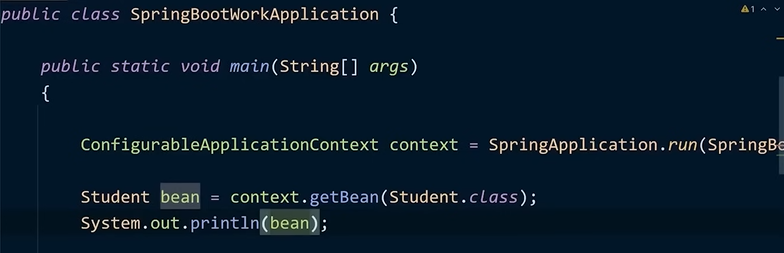 public class SpringBootWorkApplication {
1
public static void main(String[] args)
{
ConfigurableApplicationContext context = SpringApplication.run(SpringB
Student bean = context.getBean(Student.class);
System.out.println(bean);